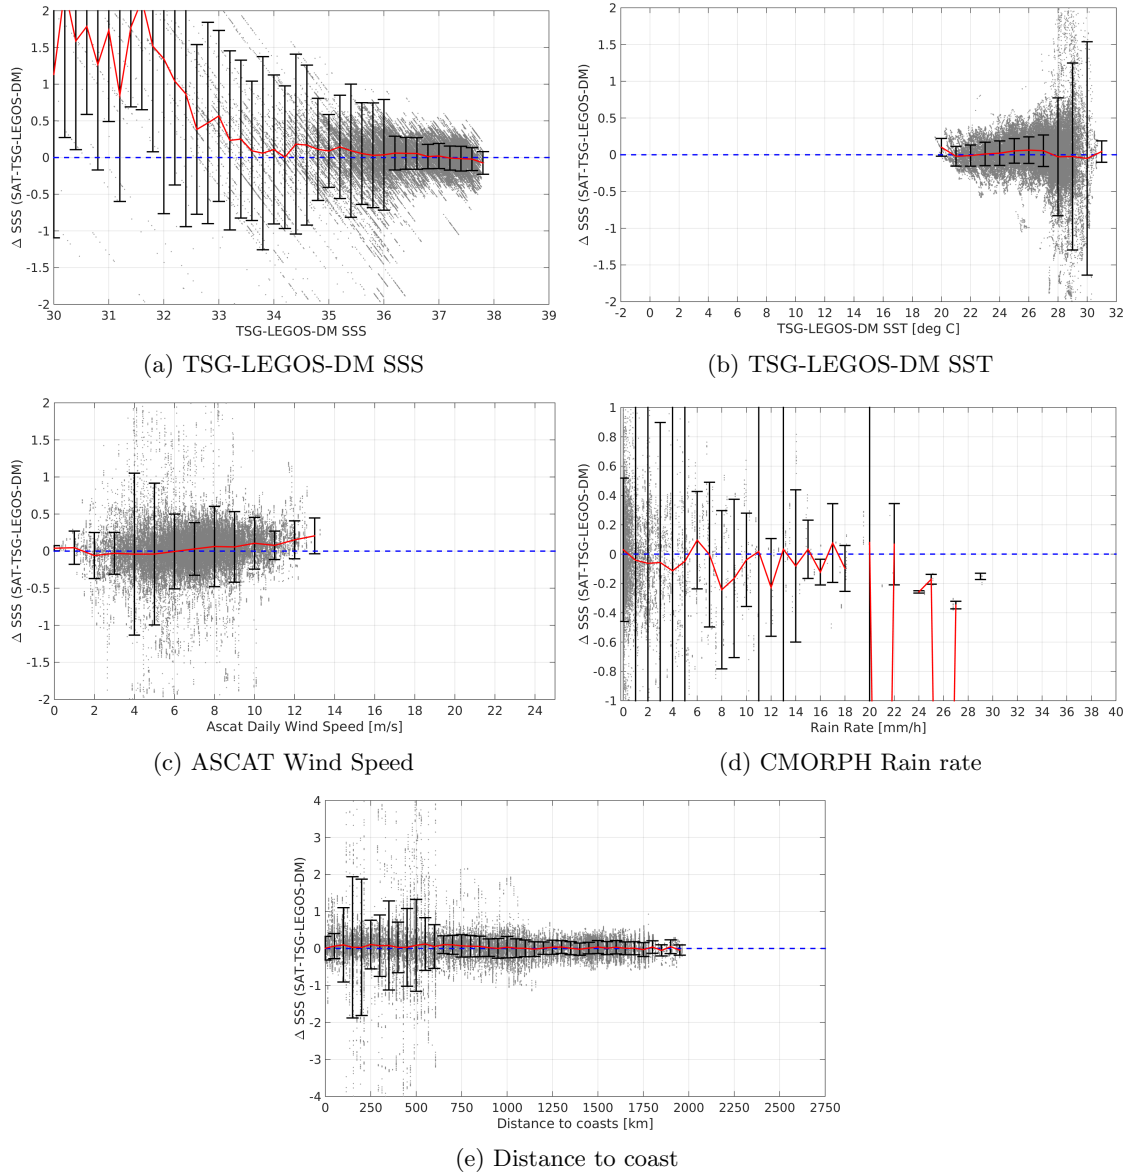 2
1.5
1
0.5
0
-0.5
-1
-1.5
-2
Δ SSS (SAT-TSG-LEGOS-DM)
30 31 32 33 34 35 36 37 38 39
TSG-LEGOS-DM SSS
(a) TSG-LEGOS-DM SSS
2
1.5
1
0.5
0
-0.5
-1
-1.5
-2
Δ SSS (SAT-TSG-LEGOS-DM)
-2 0 2 4 6 8 10 12 14 16 18 20 22 24 26 28 30 32
TSG-LEGOS-DM SST [deg C]
(b) TSG-LEGOS-DM SST
2
1.5
1
0.5
0
-0.5
-1
-1.5
-2
Δ SSS (SAT-TSG-LEGOS-DM)
0 2 4 6 8 10 12 14 16 18 20 22 24
Ascat Daily Wind Speed [m/s]
(c) ASCAT Wind Speed
1
0.8
0.6
0.4
0.2
0
-0.2
-0.4
-0.6
-0.8
-1
Δ SSS (SAT-TSG-LEGOS-DM)
0 2 4 6 8 10 12 14 16 18 20 22 24 26 28 30 32 34 36 38 40
Rain Rate [mm/h]
(d) CMORPH Rain rate
4
3
2
1
0
-1
-2
-3
-4
Δ SSS (SAT-TSG-LEGOS-DM)
0 250 500 750 1000 1250 1500 1750 2000 2250 2500 2750
Distance to coasts [km]
(e) Distance to coast